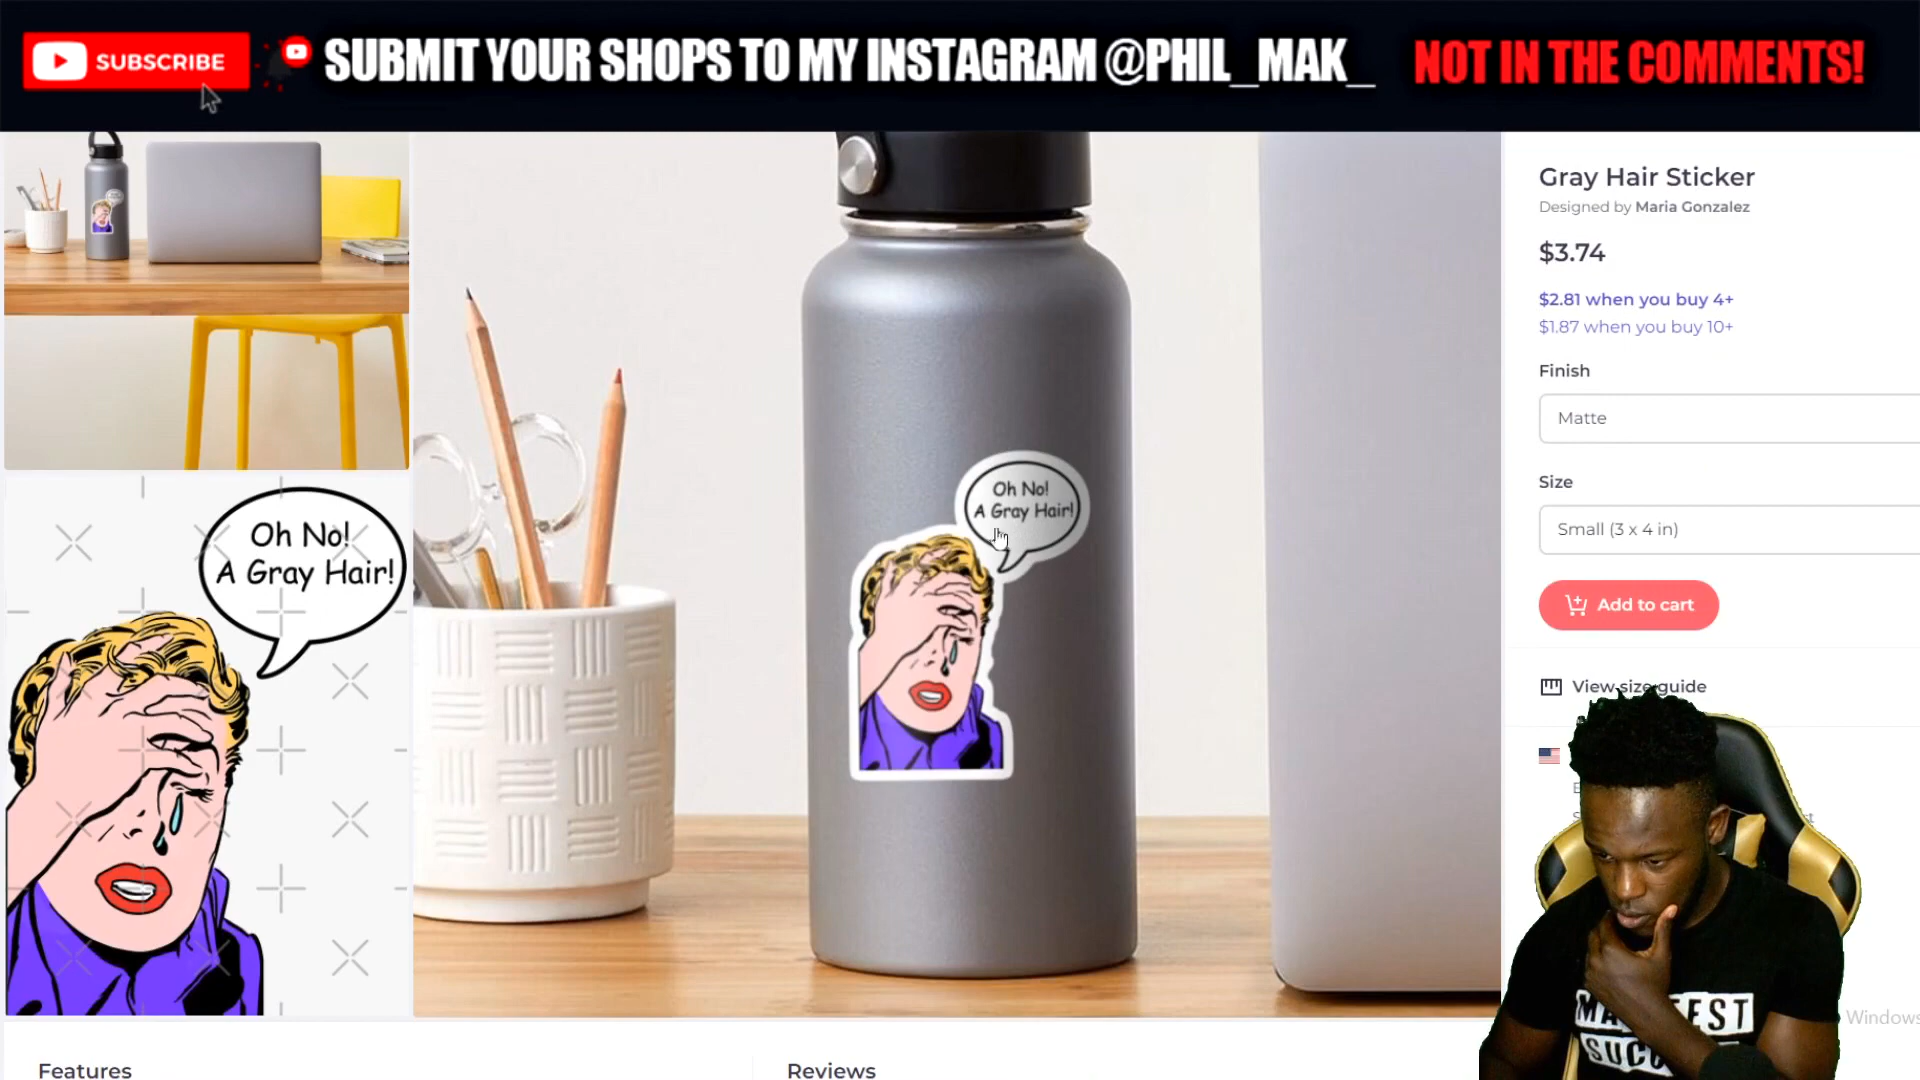 SUBSCRIBE
SUBMIT YOUR SHOPS TO MY INSTAGRAM @PHIL_MAK_ NOT IN THE COMMENTS!
Gray Hair Sticker
Designed by Maria Gonzalez
$3.74
$2.81 when you buy 4+
$1.87 when you buy 10+
Finish
Matte
Size
Small (3 x 4 in)
Add to cart
View size guide
Oh No!
A Gray Hair!
Oh No!
A Gray Hair!
Windows
Features
Reviews